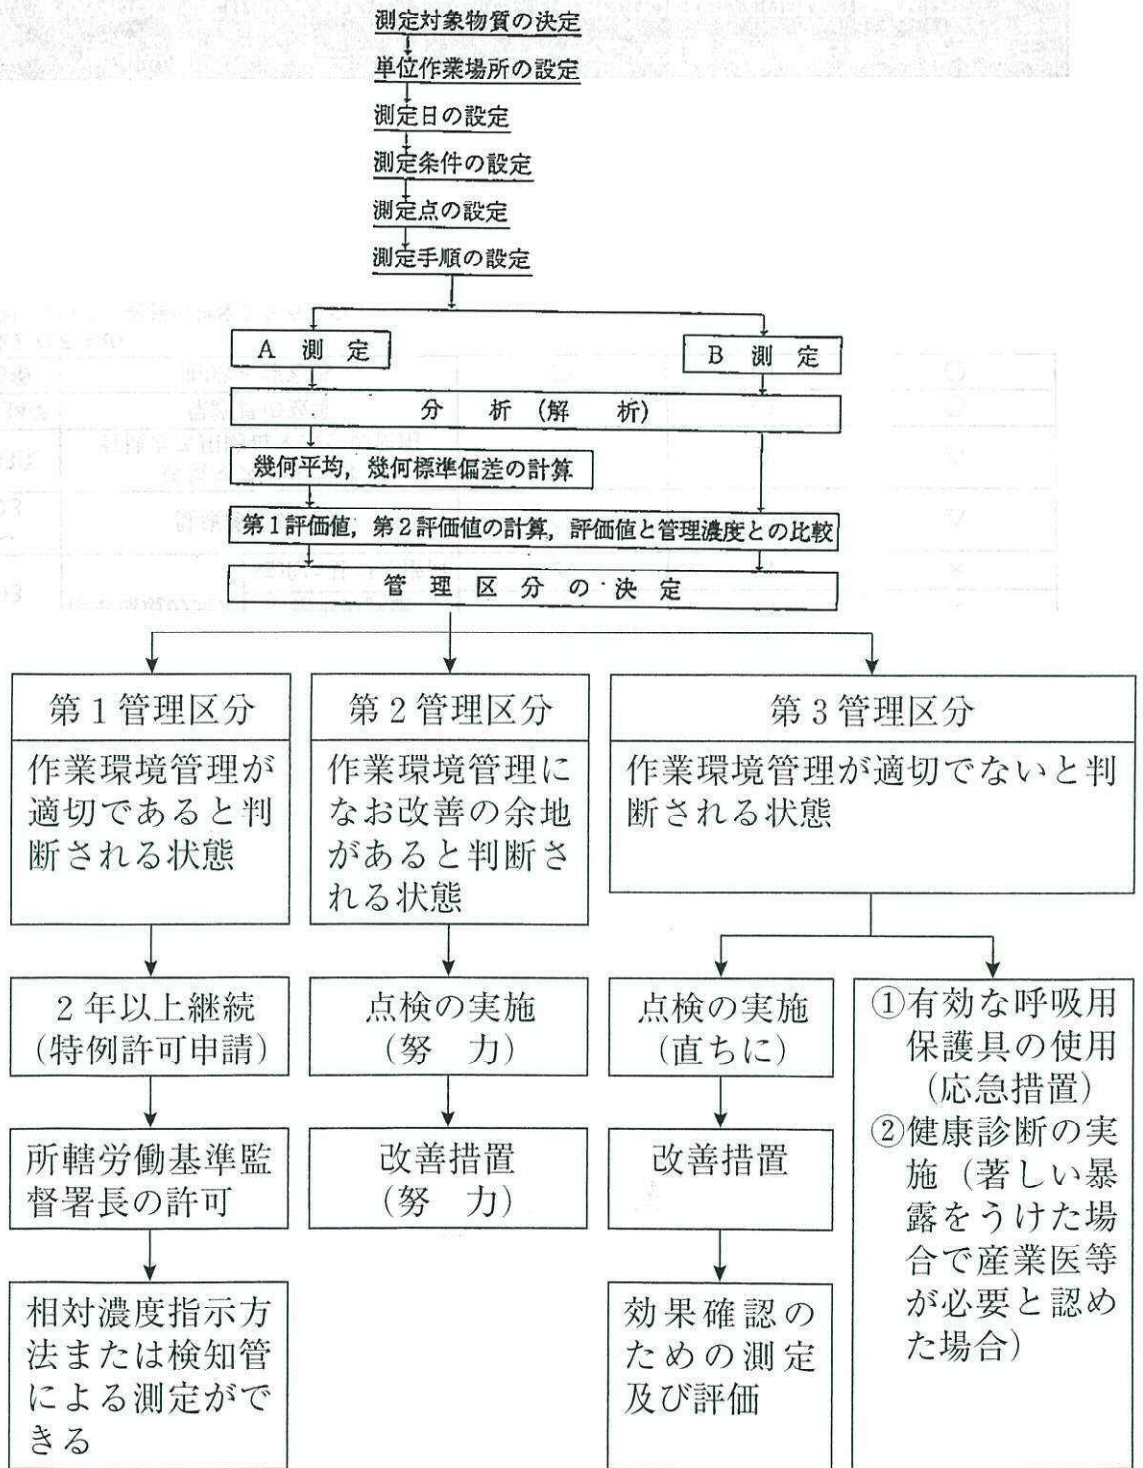 測定対象物質の決定
単位作業場所の設定
測定日の設定
測定条件の設定
測定点の設定
測定手順の設定
A 測 定
B 測 定
分 析 (解 析)
幾何平均,幾何標準偏差の計算
第1評価値,第2評価値の計算,評価値と管理濃度との比較
管 理 区 分 の 決 定
第1管理区分
作業環境管理が
適切であると判
断される状態
2年以上継続
(特例許可申請)
所轄労働基準監
督署長の許可
相対濃度指示方
法または検知管
による測定がで
きる
第2管理区分
作業環境管理に
なお改善の余地
があると判断さ
れる状態
点検の実施
(努 力)
改善措置
(努 力)
第3管理区分
作業環境管理が適切でないと判
断される状態
点検の実施
(直ちに)
改善措置
効果確認の
ための測定
及び評価
①有効な呼吸用
保護具の使用
(応急措置)
②健康診断の実
施(著しい暴
露をうけた場
合で産業医等
が必要と認め
た場合)